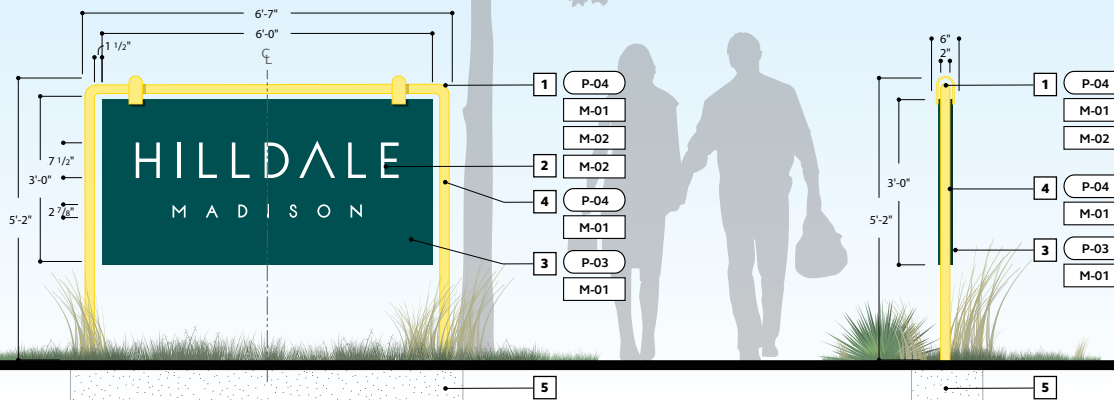 6'-7"
6'-0"
1 1/2"
CL
7 1/2"
3'-0"
5'-2"
2 7/8"
HILLDALE
MADISON
1 P-04
M-01
M-02
2 M-02
4 P-04
M-01
3 P-03
M-01
5
6"
2"
3'-0"
5'-2"
1 P-04
M-01
M-02
4 P-04
M-01
3 P-03
M-01
5